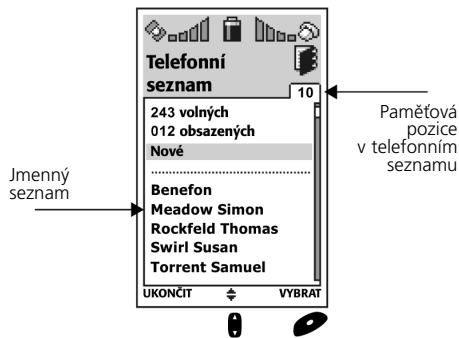 Telefonní
seznam
10
243 volných
012 obsazených
Nové
Benefon
Meadow Simon
Rockfeld Thomas
Swirl Susan
Torrent Samuel
UKONČIT
VYBRAT
Jmenný
seznam
Paměťová
pozice
v telefonním
seznamu